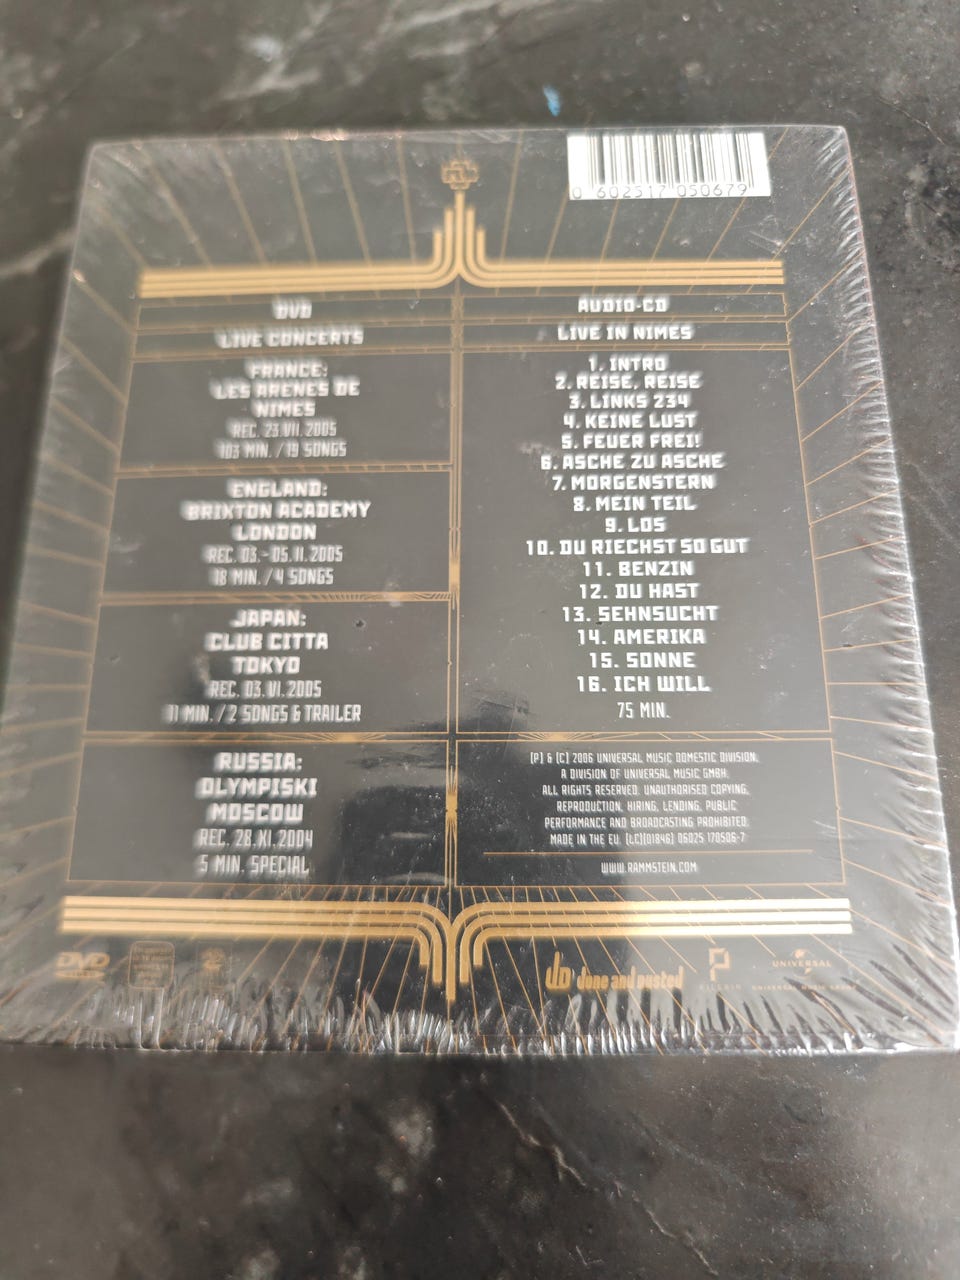 0 602517 050679
DVD
LIVE CONCERTS
FRANCE:
LES ARENES DE
NIMES
REC. 23.VII.2005
103 MIN. / 19 SONGS
ENGLAND:
BRIXTON ACADEMY
LONDON
REC. 03.-05.II.2005
18 MIN. / 4 SONGS
JAPAN:
CLUB CITTA
TOKYO
REC. 03.VI.2005
11 MIN. / 2 SONGS & TRAILER
RUSSIA:
OLYMPISKI
MOSCOW
REC. 28.XI.2004
5 MIN. SPECIAL
AUDIO-CD
LIVE IN NIMES
1. INTRO
2. REISE, REISE
3. LINKS 234
4. KEINE LUST
5. FEUER FREI!
6. ASCHE ZU ASCHE
7. MORGENSTERN
8. MEIN TEIL
9. LOS
10. DU RIECHST SO GUT
11. BENZIN
12. DU HAST
13. SEHNSUCHT
14. AMERIKA
15. SONNE
16. ICH WILL
75 MIN.
(P) & (C) 2006 UNIVERSAL MUSIC DOMESTIC DIVISION,
A DIVISION OF UNIVERSAL MUSIC GMBH.
ALL RIGHTS RESERVED. UNAUTHORISED COPYING,
REPRODUCTION, HIRING, LENDING, PUBLIC
PERFORMANCE AND BROADCASTING PROHIBITED.
MADE IN THE EU. (LC)(01846) 06025 170506-7
WWW.RAMMSTEIN.COM
DVD
done and dusted
PILGRIM
UNIVERSAL
UNIVERSAL MUSIC GROUP